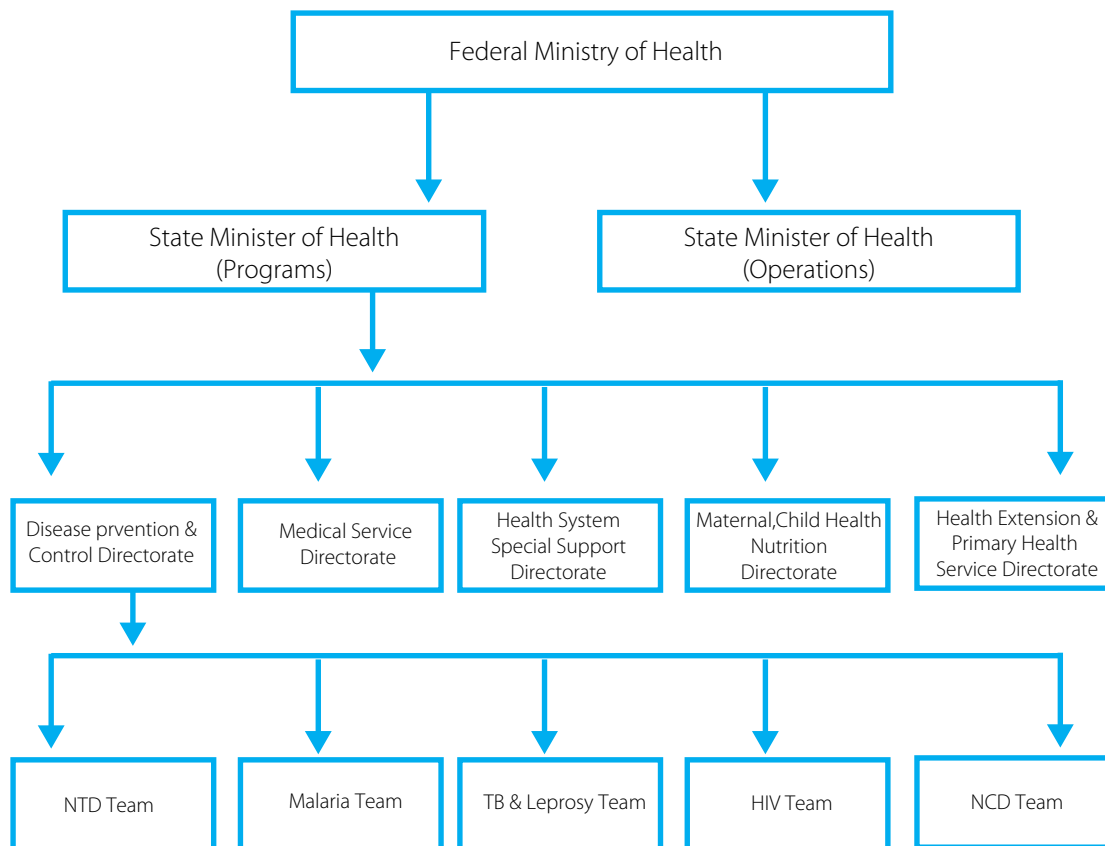 Federal Ministry of Health
State Minister of Health
(Programs)
State Minister of Health
(Operations)
Disease prvention &
Control Directorate
Medical Service
Directorate
Health System
Special Support
Directorate
Maternal,Child Health
Nutrition
Directorate
Health Extension &
Primary Health
Service Directorate
NTD Team
Malaria Team
TB & Leprosy Team
HIV Team
NCD Team